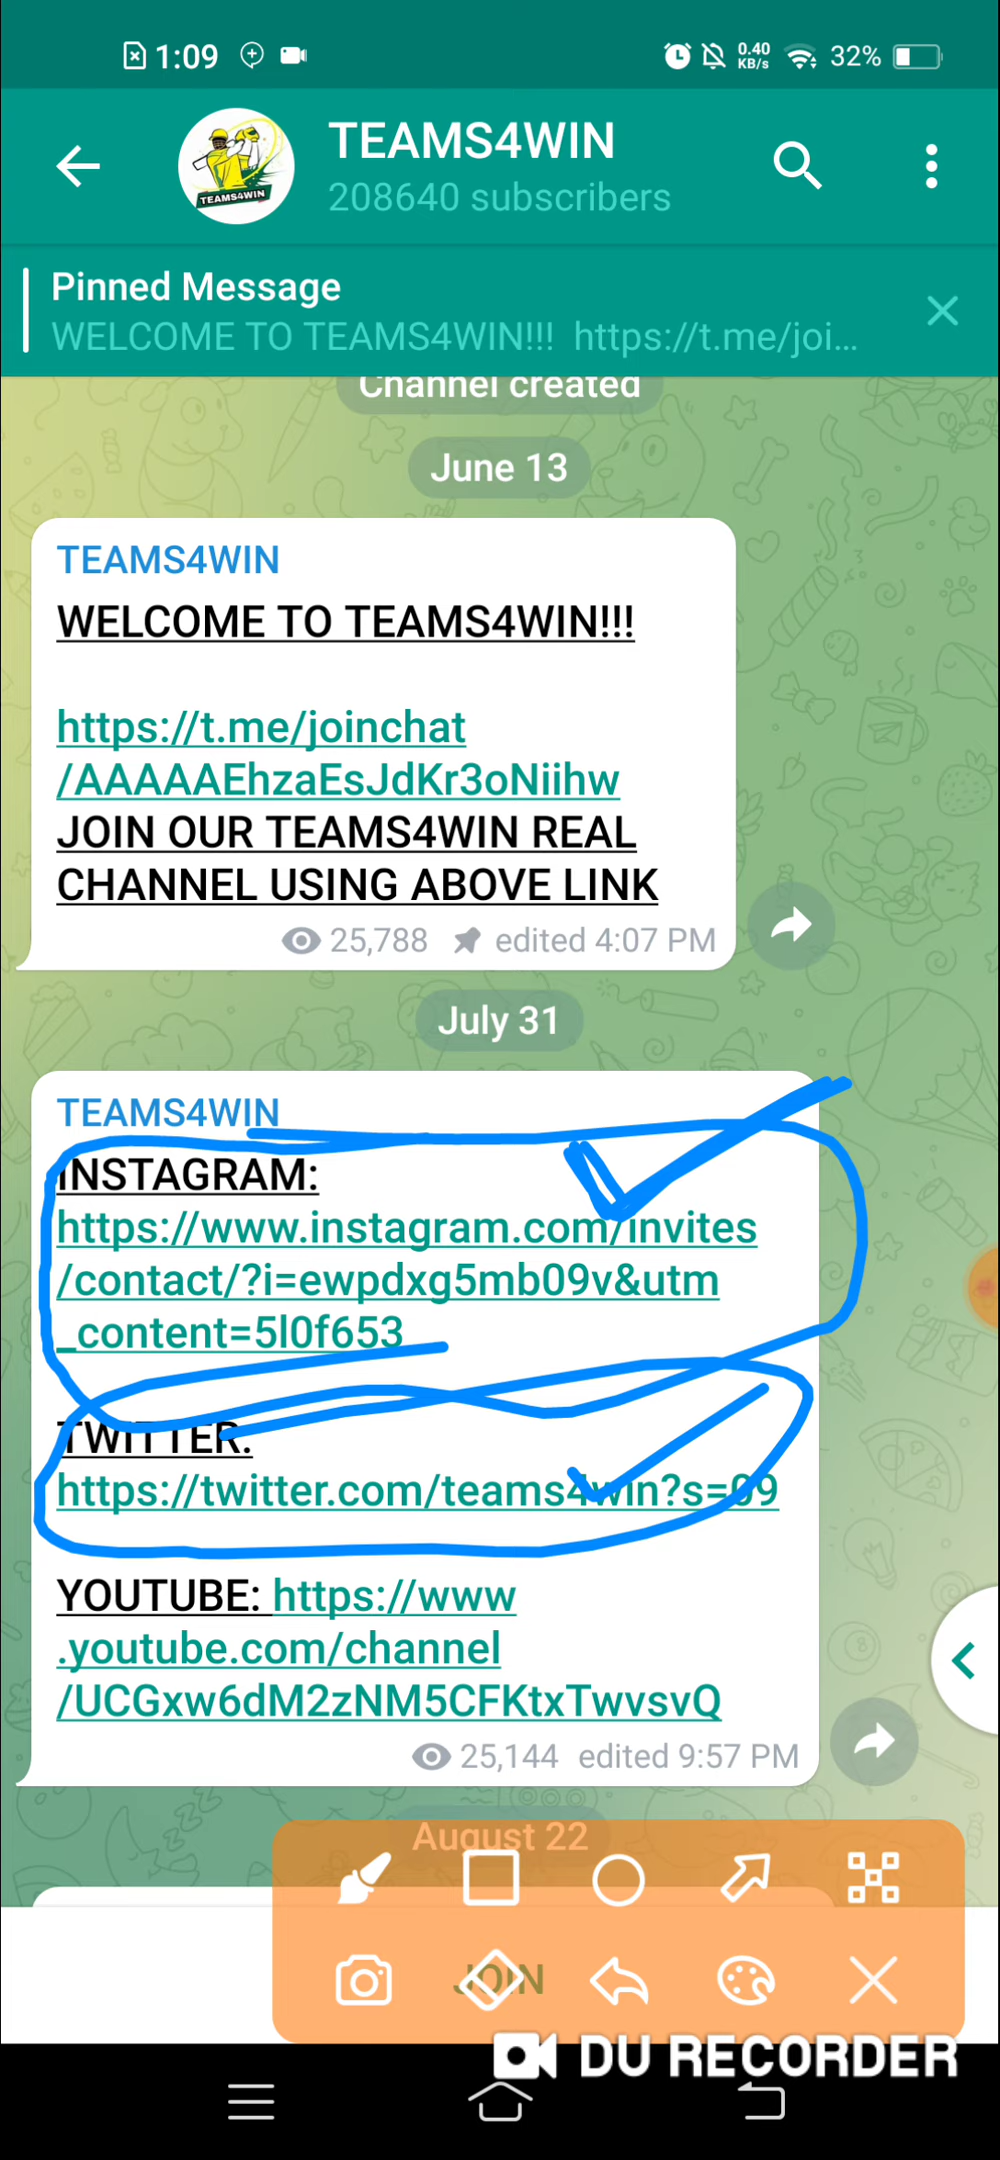 1:09
0.40
KB/s
32%
TEAMS4WIN
TEAMS4WIN
208640 subscribers
Pinned Message
WELCOME TO TEAMS4WIN!!! https://t.me/joi...
Channel created
June 13
TEAMS4WIN
WELCOME TO TEAMS4WIN!!!
https://t.me/joinchat
/AAAAAEhzaEsJdKr3oNiihw
JOIN OUR TEAMS4WIN REAL
CHANNEL USING ABOVE LINK
25,788 edited 4:07 PM
July 31
TEAMS4WIN
INSTAGRAM:
https://www.instagram.com/invites
/contact/?i=ewpdxg5mb09v&utm
_content=5l0f653
TWITTER:
https://twitter.com/teams4win?s=09
YOUTUBE: https://www
.youtube.com/channel
/UCGxw6dM2zNM5CFKtxTwvsvQ
25,144 edited 9:57 PM
August 22
JOIN
DU RECORDER